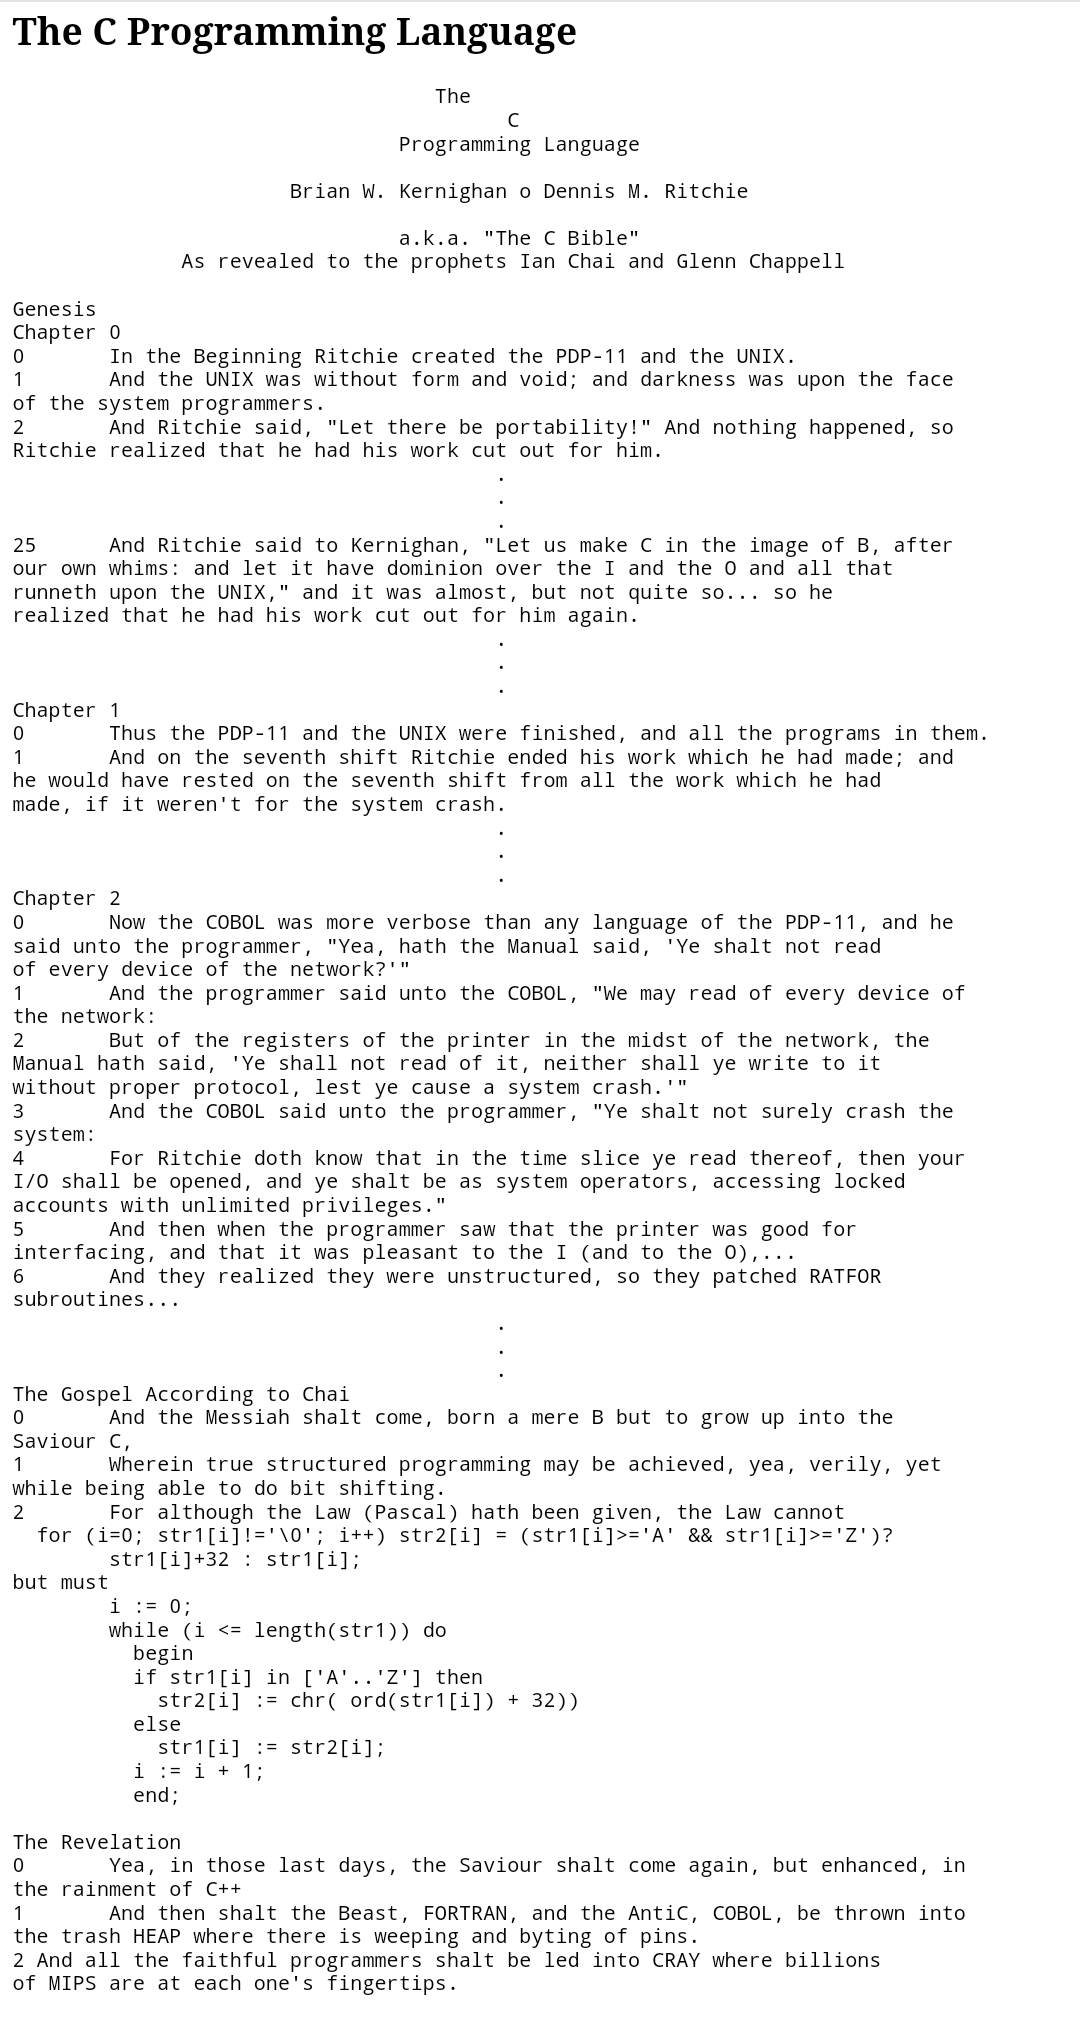 The C Programming Language
The
C
Programming Language
Brian W. Kernighan o Dennis M. Ritchie
a.k.a. "The C Bible"
As revealed to the prophets Ian Chai and Glenn Chappell
Genesis
Chapter 0
0 In the Beginning Ritchie created the PDP-11 and the UNIX.
1 And the UNIX was without form and void; and darkness was upon the face
of the system programmers.
2 And Ritchie said, "Let there be portability!" And nothing happened, so
Ritchie realized that he had his work cut out for him.
.
.
.
25 And Ritchie said to Kernighan, "Let us make C in the image of B, after
our own whims: and let it have dominion over the I and the O and all that
runneth upon the UNIX," and it was almost, but not quite so... so he
realized that he had his work cut out for him again.
.
.
.
Chapter 1
0 Thus the PDP-11 and the UNIX were finished, and all the programs in them.
1 And on the seventh shift Ritchie ended his work which he had made; and
he would have rested on the seventh shift from all the work which he had
made, if it weren't for the system crash.
.
.
.
Chapter 2
0 Now the COBOL was more verbose than any language of the PDP-11, and he
said unto the programmer, "Yea, hath the Manual said, 'Ye shalt not read
of every device of the network?'"
1 And the programmer said unto the COBOL, "We may read of every device of
the network:
2 But of the registers of the printer in the midst of the network, the
Manual hath said, 'Ye shall not read of it, neither shall ye write to it
without proper protocol, lest ye cause a system crash.'"
3 And the COBOL said unto the programmer, "Ye shalt not surely crash the
system:
4 For Ritchie doth know that in the time slice ye read thereof, then your
I/O shall be opened, and ye shalt be as system operators, accessing locked
accounts with unlimited privileges."
5 And then when the programmer saw that the printer was good for
interfacing, and that it was pleasant to the I (and to the O),...
6 And they realized they were unstructured, so they patched RATFOR
subroutines...
.
.
.
The Gospel According to Chai
0 And the Messiah shalt come, born a mere B but to grow up into the
Saviour C,
1 Wherein true structured programming may be achieved, yea, verily, yet
while being able to do bit shifting.
2 For although the Law (Pascal) hath been given, the Law cannot
for (i=0; str1[i]!='\0'; i++) str2[i] = (str1[i]>='A' && str1[i]>='Z')?
str1[i]+32 : str1[i];
but must
i := 0;
while (i <= length(str1)) do
begin
if str1[i] in ['A'..'Z'] then
str2[i] := chr( ord(str1[i]) + 32))
else
str1[i] := str2[i];
i := i + 1;
end;
The Revelation
0 Yea, in those last days, the Saviour shalt come again, but enhanced, in
the rainment of C++
1 And then shalt the Beast, FORTRAN, and the AntiC, COBOL, be thrown into
the trash HEAP where there is weeping and byting of pins.
2 And all the faithful programmers shalt be led into CRAY where billions
of MIPS are at each one's fingertips.